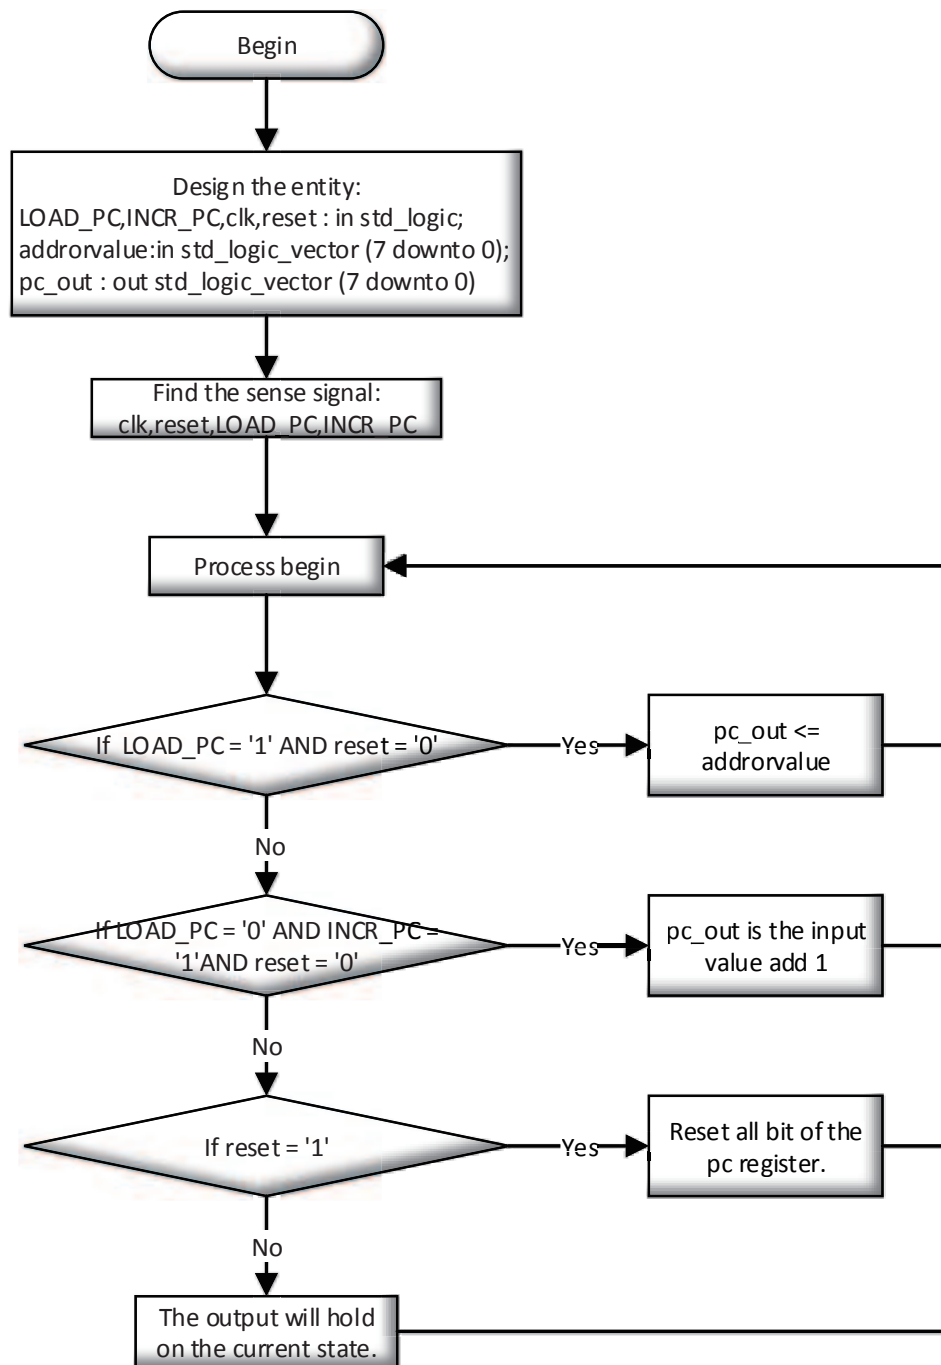 Begin
Design the entity:
LOAD_PC,INCR_PC,clk,reset : in std_logic;
addrorvalue:in std_logic_vector (7 downto 0);
pc_out : out std_logic_vector (7 downto 0)
Find the sense signal:
clk,reset,LOAD_PC,INCR_PC
Process begin
If LOAD_PC = '1' AND reset = '0'
Yes
pc_out <=
addrorvalue
No
If LOAD_PC = '0' AND INCR_PC =
'1'AND reset = '0'
Yes
pc_out is the input
value add 1
No
If reset = '1'
Yes
Reset all bit of the
pc register.
No
The output will hold
on the current state.